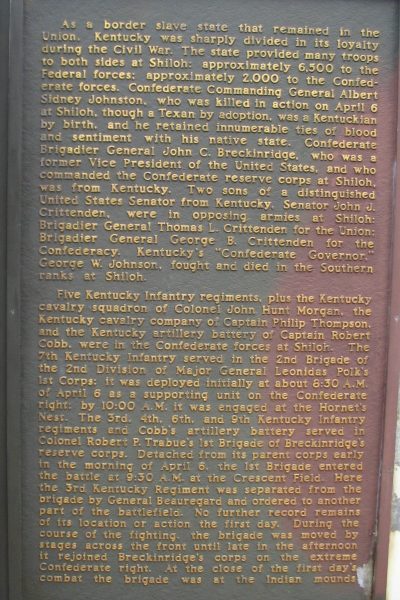 As a border slave state that remained in the
Union, Kentucky was sharply divided in its loyalty
during the Civil War. The state provided many troops
to both sides at Shiloh: approximately 6,500 to the
Federal forces; approximately 2,000 to the Confed-
erate forces. Confederate Commanding General Albert
Sidney Johnston, who was killed in action on April 6
at Shiloh, though a Texan by adoption, was a Kentuckian
by birth, and he retained innumerable ties of blood
and sentiment with his native state. Confederate
Brigadier General John C. Breckinridge, who was a
former Vice President of the United States, and who
commanded the Confederate reserve corps at Shiloh,
was from Kentucky. Two sons of a distinguished
United States Senator from Kentucky, Senator John J.
Crittenden, were in opposing armies at Shiloh:
Brigadier General Thomas L. Crittenden for the Union;
Brigadier General George B. Crittenden for the
Confederacy. Kentucky's "Confederate Governor,"
George W. Johnson, fought and died in the Southern
ranks at Shiloh.
Five Kentucky Infantry regiments, plus the Kentucky
cavalry squadron of Colonel John Hunt Morgan, the
Kentucky cavalry company of Captain Philip Thompson,
and the Kentucky artillery battery of Captain Robert
Cobb, were in the Confederate forces at Shiloh. The
7th Kentucky Infantry served in the 2nd Brigade of
the 2nd Division of Major General Leonidas Polk's
1st Corps; it was deployed initially at about 8:30 A.M.
of April 6 as a supporting unit on the Confederate
right; by 10:00 A.M. it was engaged at the Hornet's
Nest. The 3rd, 4th, 6th, and 9th Kentucky Infantry
regiments and Cobb's artillery battery served in
Colonel Robert P. Trabue's 1st Brigade of Breckinridge's
reserve corps. Detached from its parent corps early
in the morning of April 6, the 1st Brigade entered
the battle at 9:30 A.M. at the Crescent Field. Here
the 3rd Kentucky Regiment was separated from the
brigade by General Beauregard and ordered to another
part of the battlefield. No further record remains
of its location or action the first day. During the
course of the fighting, the brigade was moved by
stages across the front until late in the afternoon
it rejoined Breckinridge's corps on the extreme
Confederate right. At the close of the first day's
combat the brigade was at the Indian mounds